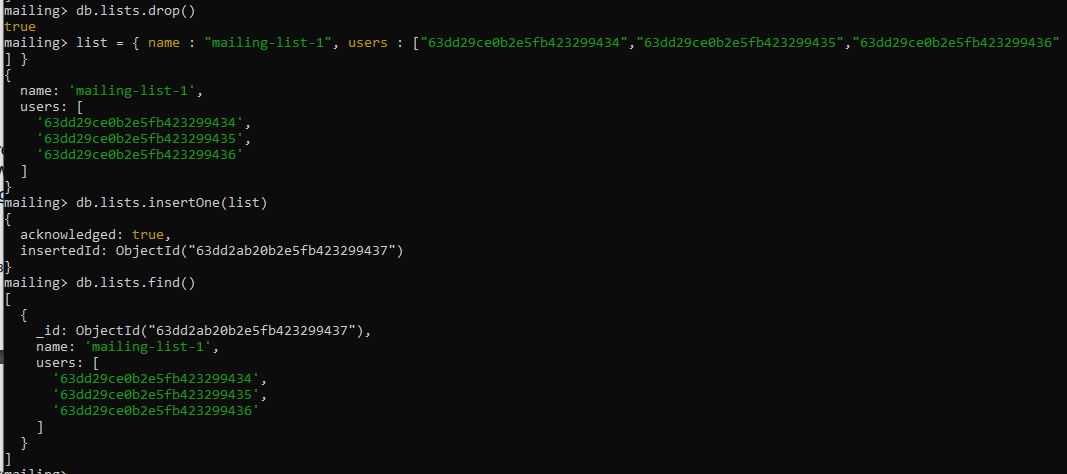 mailing> db.lists.drop()
true
mailing> list = { name : "mailing-list-1", users : ["63dd29ce0b2e5fb423299434","63dd29ce0b2e5fb423299435","63dd29ce0b2e5fb423299436"
] }
{
  name: 'mailing-list-1',
  users: [
    '63dd29ce0b2e5fb423299434',
    '63dd29ce0b2e5fb423299435',
    '63dd29ce0b2e5fb423299436'
  ]
}
mailing> db.lists.insertOne(list)
{
  acknowledged: true,
  insertedId: ObjectId("63dd2ab20b2e5fb423299437")
}
mailing> db.lists.find()
[
  {
    _id: ObjectId("63dd2ab20b2e5fb423299437"),
    name: 'mailing-list-1',
    users: [
      '63dd29ce0b2e5fb423299434',
      '63dd29ce0b2e5fb423299435',
      '63dd29ce0b2e5fb423299436'
    ]
  }
]
mailing>